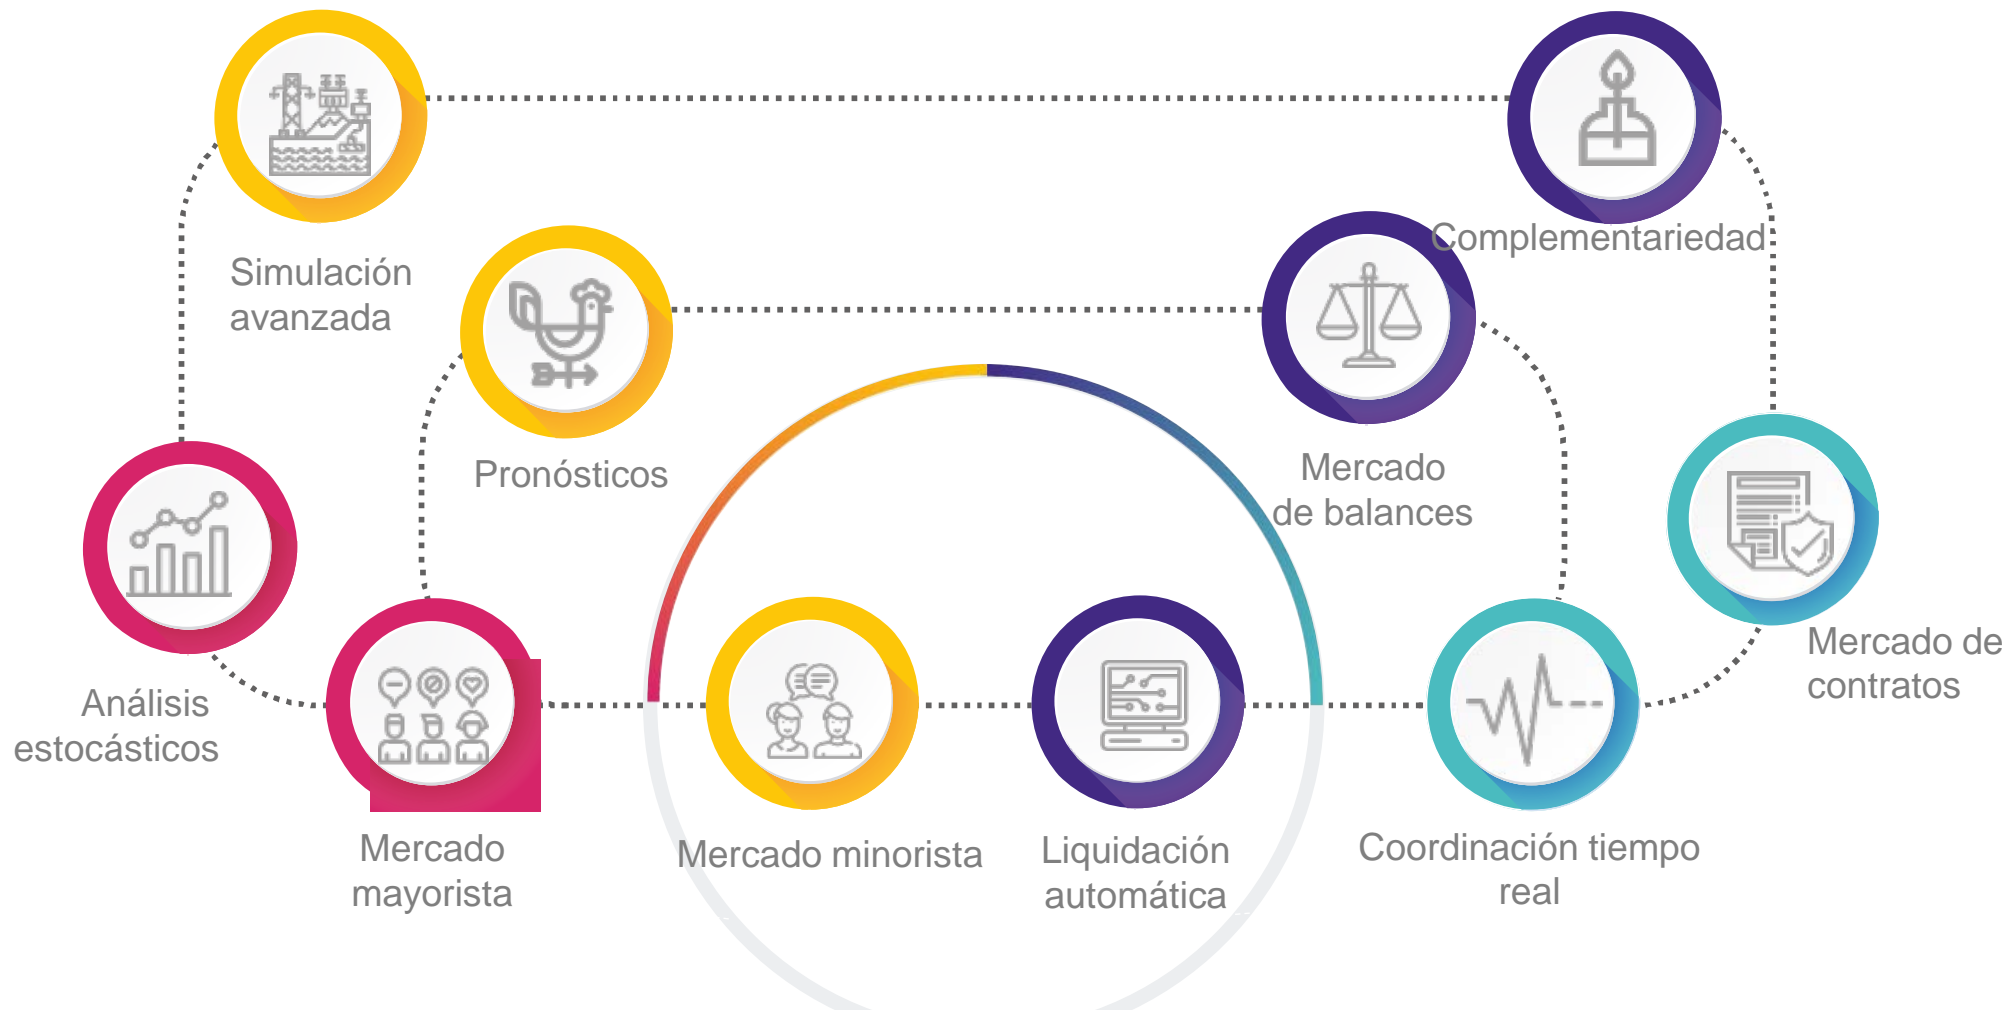 Complementariedad
Simulación
avanzada
Pronósticos
Mercado
de balances
Mercado de
contratos
Análisis
estocásticos
Mercado
mayorista
Mercado minorista
Liquidación
automática
Coordinación tiempo
real